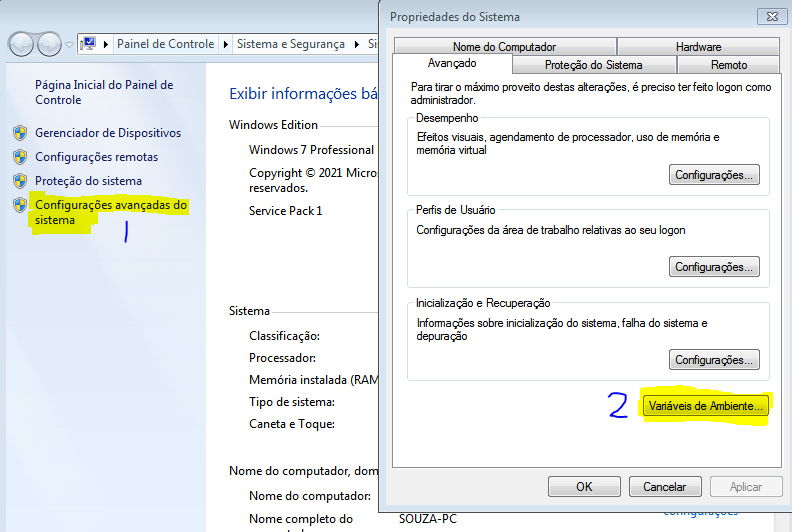 Painel de Controle
Sistema e Segurança
Página Inicial do Painel de
Controle
Gerenciador de Dispositivos
Configurações remotas
Proteção do sistema
Configurações avançadas do
sistema
1
Exibir informações bá
Windows Edition
Windows 7 Professional
Copyright © 2021 Micros
reservados.
Service Pack 1
Sistema
Classificação:
Processador:
Memória instalada (RAM
Tipo de sistema:
Caneta e Toque:
Nome do computador, dom
Nome do computador:
Nome completo do
SOUZA-PC
Propriedades do Sistema
Nome do Computador
Hardware
Avançado
Proteção do Sistema
Remoto
Para tirar o máximo proveito destas alterações, é preciso ter feito logon como
administrador.
Desempenho
Efeitos visuais, agendamento de processador, uso de memória e
memória virtual
Configurações...
Perfis de Usuário
Configurações da área de trabalho relativas ao seu logon
Configurações...
Inicialização e Recuperação
Informações sobre inicialização do sistema, falha do sistema e
depuração
Configurações...
2
Variáveis de Ambiente...
OK
Cancelar
Aplicar